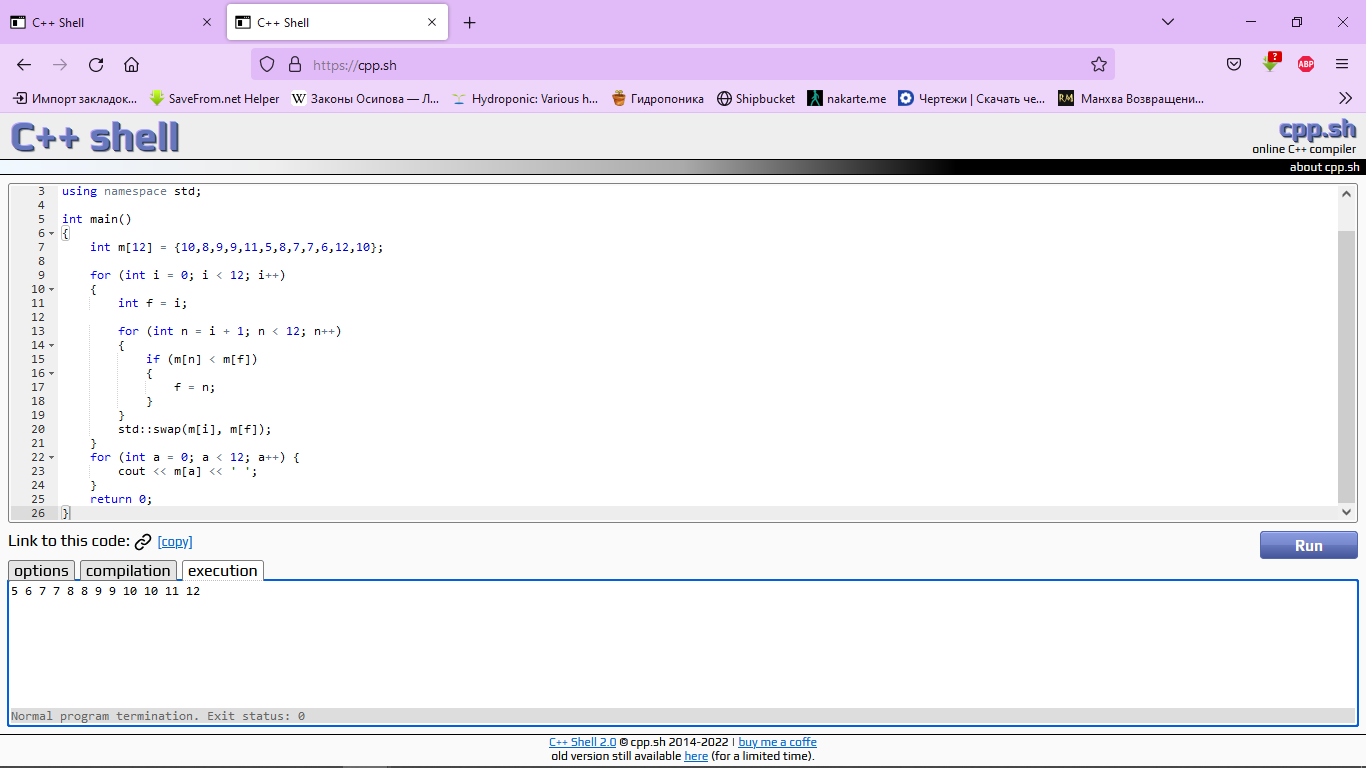 C++ Shell
C++ Shell
https://cpp.sh
Импорт закладок... SaveFrom.net Helper Законы Осипова — Л... Hydroponic: Various h... Гидропоника Shipbucket nakarte.me Чертежи | Скачать че... Манхва Возвращени...
C++ shell
cpp.sh
online C++ compiler
about cpp.sh
3 using namespace std;
4
5 int main()
6 {
7 int m[12] = {10,8,9,9,11,5,8,7,7,6,12,10};
8
9 for (int i = 0; i < 12; i++)
10 {
11 int f = i;
12
13 for (int n = i + 1; n < 12; n++)
14 {
15 if (m[n] < m[f])
16 {
17 f = n;
18 }
19 }
20 std::swap(m[i], m[f]);
21 }
22 for (int a = 0; a < 12; a++) {
23 cout << m[a] << ' ';
24 }
25 return 0;
26 }
Link to this code: [copy]
Run
options compilation execution
5 6 7 7 8 8 9 9 10 10 11 12
Normal program termination. Exit status: 0
C++ Shell 2.0 © cpp.sh 2014-2022 | buy me a coffe
old version still available here (for a limited time).